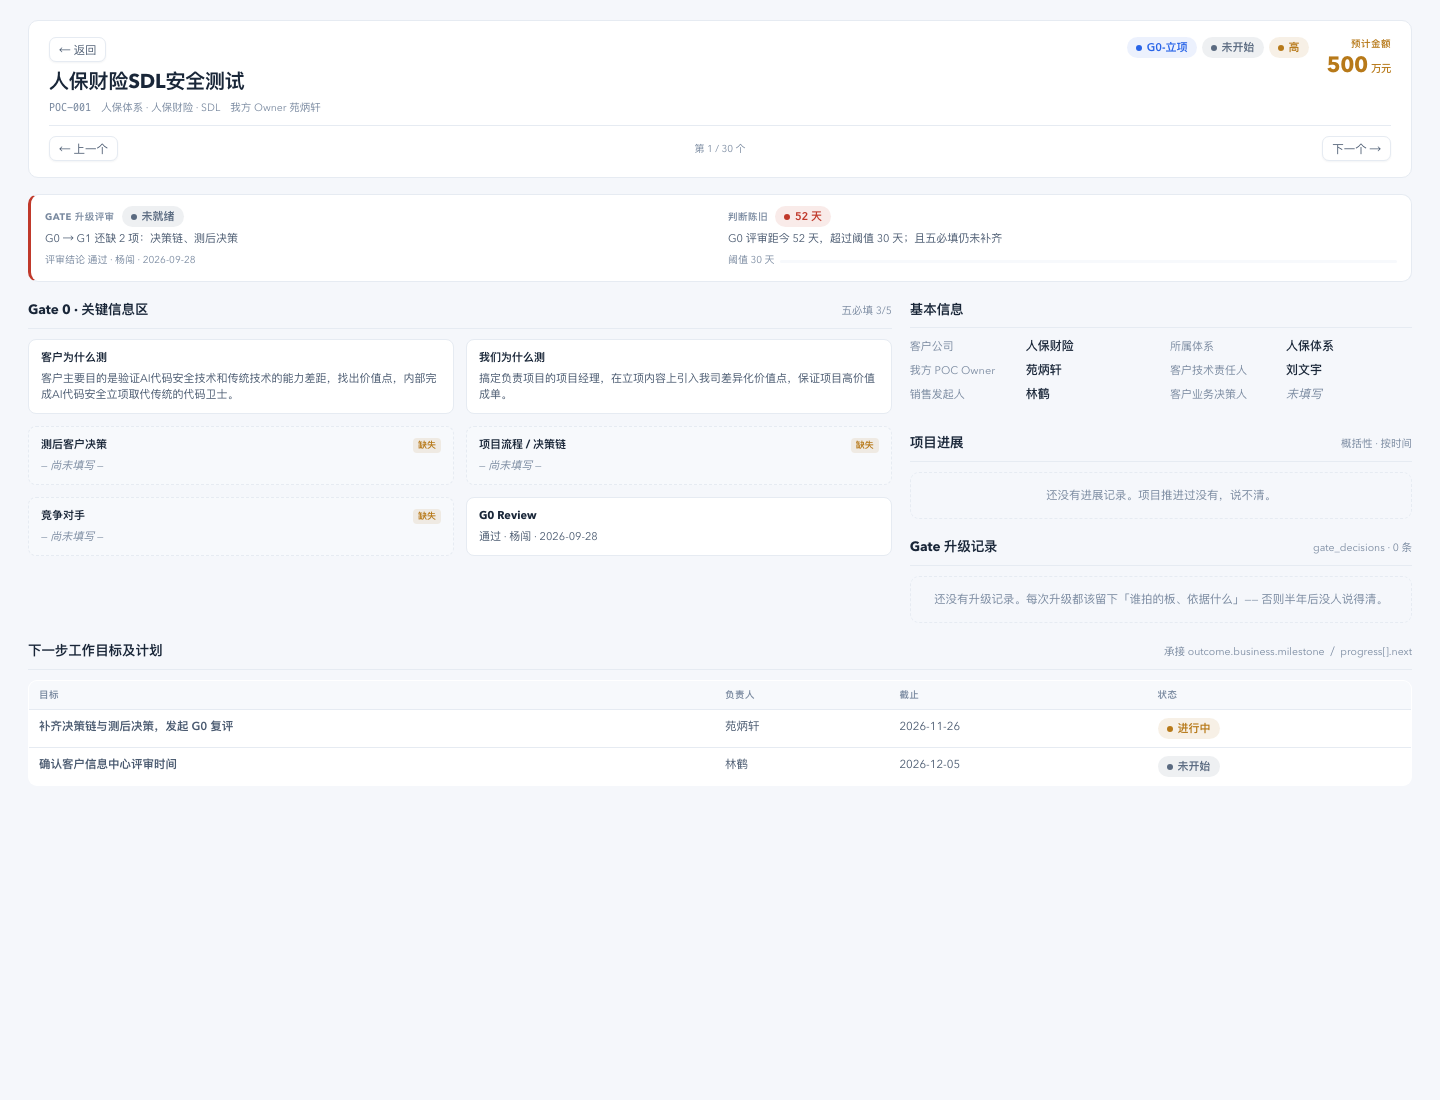 ← 返回
G0-立项
未开始
高
预计金额
500 万元
人保财险SDL安全测试
POC-001 人保体系 · 人保财险 · SDL 我方 Owner 苑炳轩
← 上一个
第 1 / 30 个
下一个 →
GATE 升级评审 未就绪
G0 → G1 还缺 2 项：决策链、测后决策
评审结论 通过 · 杨闯 · 2026-09-28
判断陈旧 52 天
G0 评审距今 52 天，超过阈值 30 天；且五必填仍未补齐
阈值 30 天
Gate 0 · 关键信息区
五必填 3/5
客户为什么测
客户主要目的是验证AI代码安全技术和传统技术的能力差距，找出价值点，内部完
成AI代码安全立项取代传统的代码卫士。
我们为什么测
搞定负责项目的项目经理，在立项内容上引入我司差异化价值点，保证项目高价值
成单。
测后客户决策 缺失
— 尚未填写 —
项目流程 / 决策链 缺失
— 尚未填写 —
竞争对手 缺失
— 尚未填写 —
G0 Review
通过 · 杨闯 · 2026-09-28
基本信息
客户公司 人保财险 所属体系 人保体系
我方 POC Owner 苑炳轩 客户技术责任人 刘文宇
销售发起人 林鹤 客户业务决策人 未填写
项目进展
概括性 · 按时间
还没有进展记录。项目推进过没有，说不清。
Gate 升级记录
gate_decisions · 0 条
还没有升级记录。每次升级都该留下「谁拍的板、依据什么」—— 否则半年后没人说得清。
下一步工作目标及计划
承接 outcome.business.milestone / progress[].next
目标 负责人 截止 状态
补齐决策链与测后决策，发起 G0 复评 苑炳轩 2026-11-26 进行中
确认客户信息中心评审时间 林鹤 2026-12-05 未开始